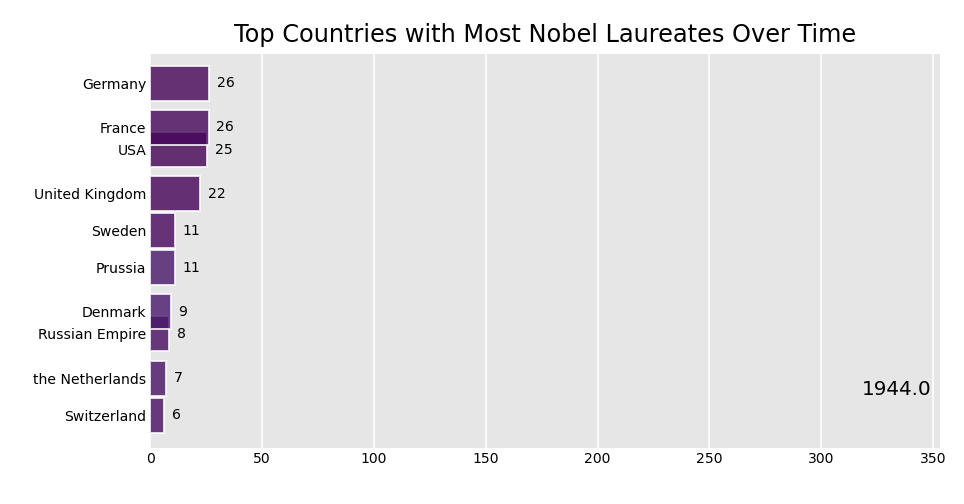 Top Countries with Most Nobel Laureates Over Time
Germany 26
France 26
USA 25
United Kingdom 22
Sweden 11
Prussia 11
Denmark 9
Russian Empire 8
the Netherlands 7
1944.0
Switzerland 6
0 50 100 150 200 250 300 350